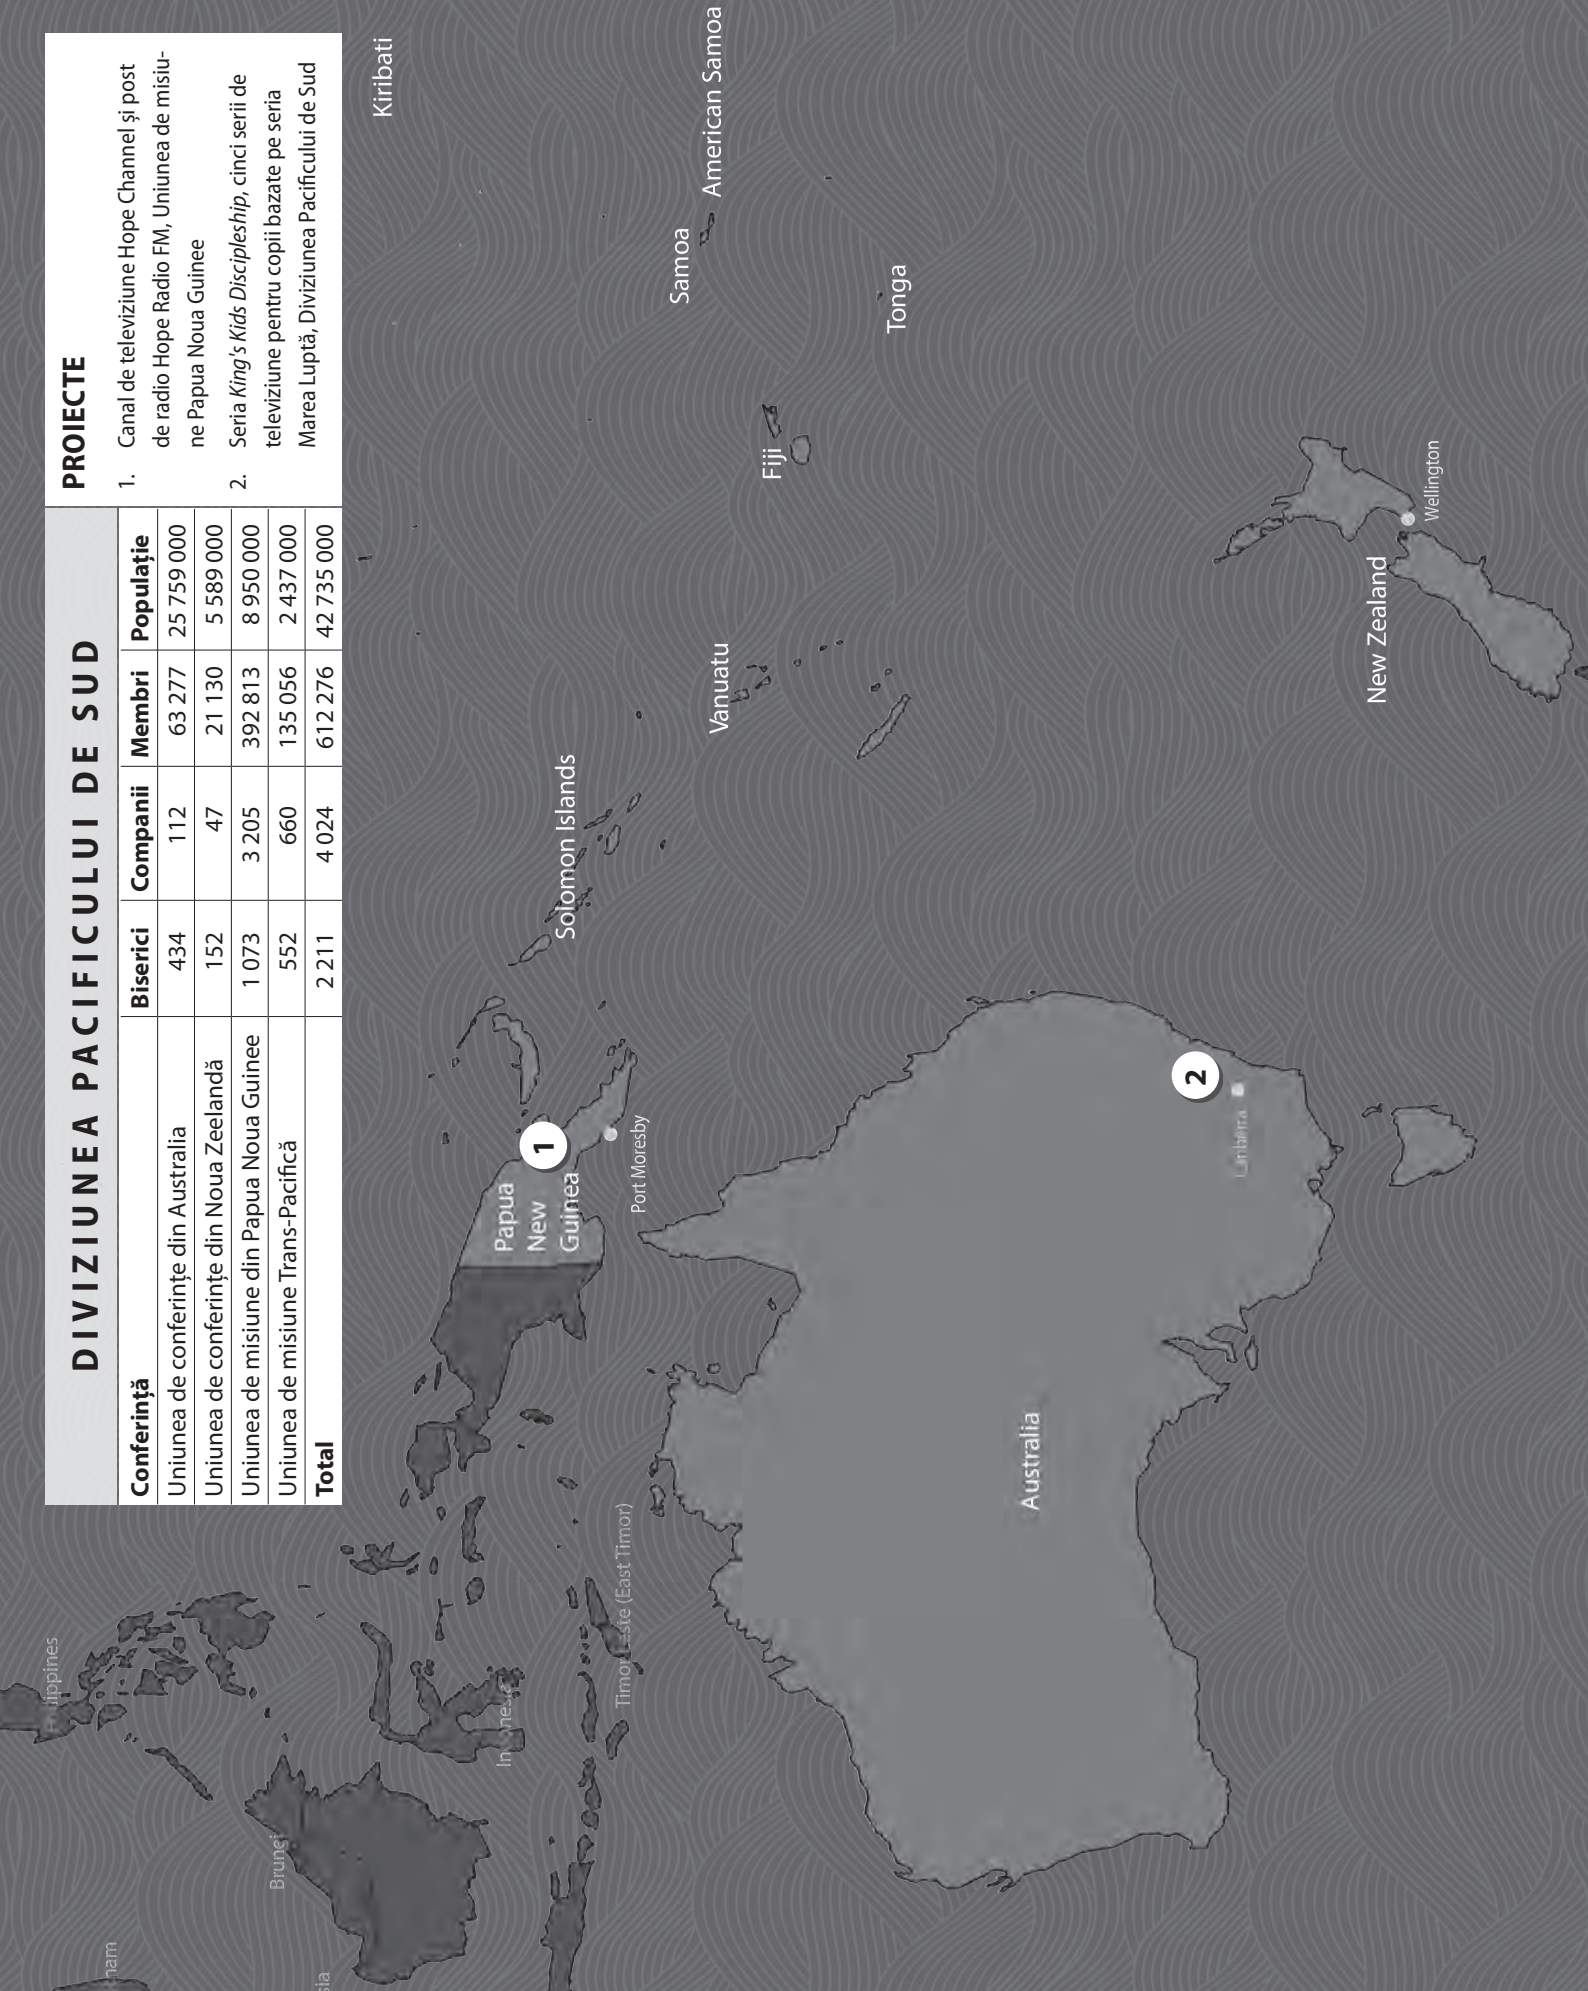 DIVIZIUNEA PACIFICULUI DE SUD
Conferință Biserici Companii Membri Populație
Uniunea de conferințe din Australia 434 112 63 277 25 759 000
Uniunea de conferințe din Noua Zeelandă 152 47 21 130 5 589 000
Uniunea de misiune din Papua Noua Guinee 1 073 3 205 392 813 8 950 000
Uniunea de misiune Trans-Pacifică 552 660 135 056 2 437 000
Total 2 211 4 024 612 276 42 735 000
PROIECTE
1. Canal de televiziune Hope Channel și post
de radio Hope Radio FM, Uniunea de misiu-
ne Papua Noua Guinee
2. Seria King's Kids Discipleship, cinci serii de
televiziune pentru copii bazate pe seria
Marea Luptă, Diviziunea Pacificului de Sud
Kiribati
Philippines
Brunei
Indonesia
Papua
New
Guinea
1
Solomon Islands
Samoa
American Samoa
Timor-Leste (East Timor)
Port Moresby
Vanuatu
Fiji
Tonga
Australia
2
Canberra
New Zealand
Wellington